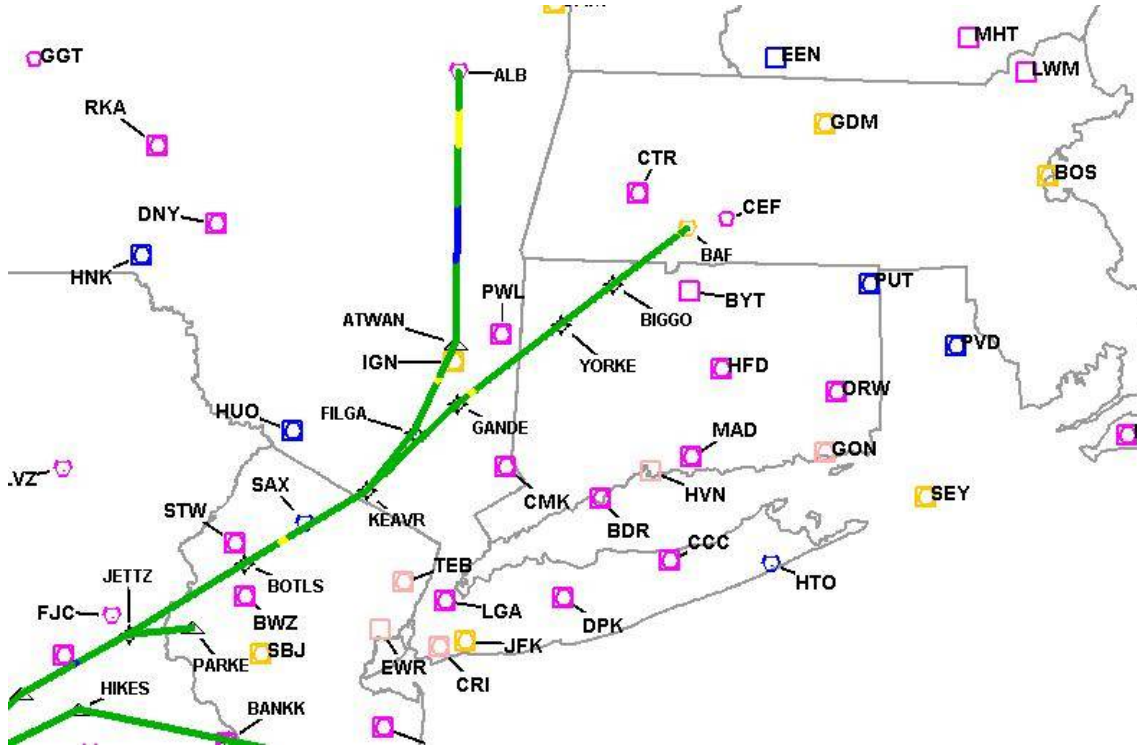 GGT
ALB
EEN
MHT
LWM
RKA
GDM
CTR
BOS
DNY
CEF
BAF
HNK
PUT
PWL
BYT
BIGGO
ATWAN
IGN
YORKE
HFD
PVD
ORW
HUO
FILGA
GANDE
MAD
GON
VZ
SAX
CMK
HVN
SEY
STW
KEAVR
BDR
CCC
JETTZ
BOTLS
TEB
HTO
FJC
BWZ
LGA
DPK
PARKE
SBJ
EWR
JFK
CRI
HIKES
BANKK